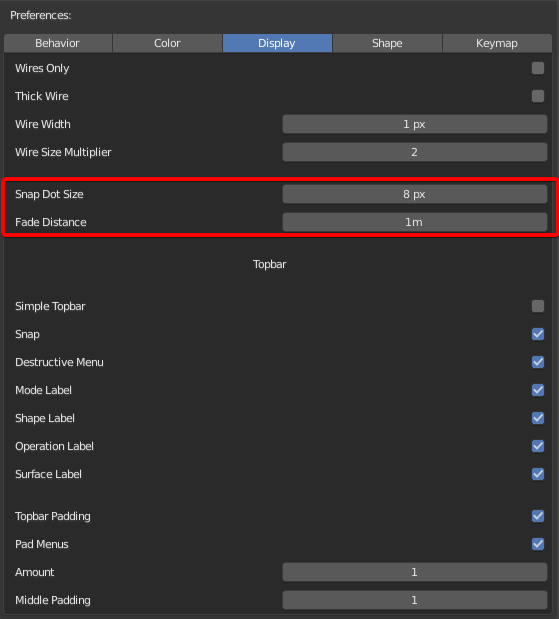 Preferences:
Behavior Color Display Shape Keymap
Wires Only
Thick Wire
Wire Width 1 px
Wire Size Multiplier 2
Snap Dot Size 8 px
Fade Distance 1m
Topbar
Simple Topbar
Snap
Destructive Menu
Mode Label
Shape Label
Operation Label
Surface Label
Topbar Padding
Pad Menus
Amount 1
Middle Padding 1